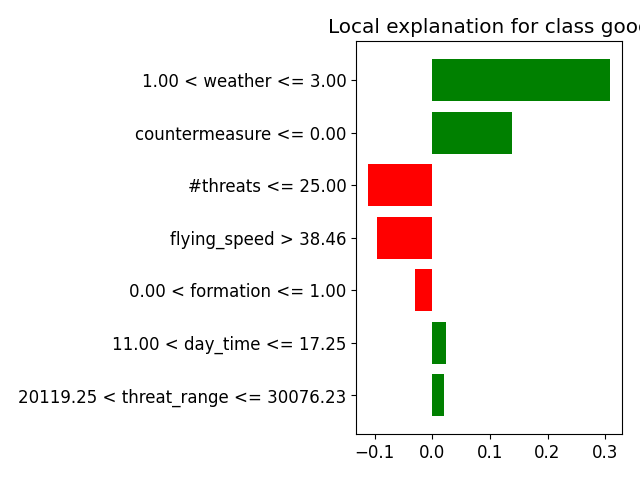 Local explanation for class goo
1.00 < weather <= 3.00
countermeasure <= 0.00
#threats <= 25.00
flying_speed > 38.46
0.00 < formation <= 1.00
11.00 < day_time <= 17.25
20119.25 < threat_range <= 30076.23
−0.1 0.0 0.1 0.2 0.3